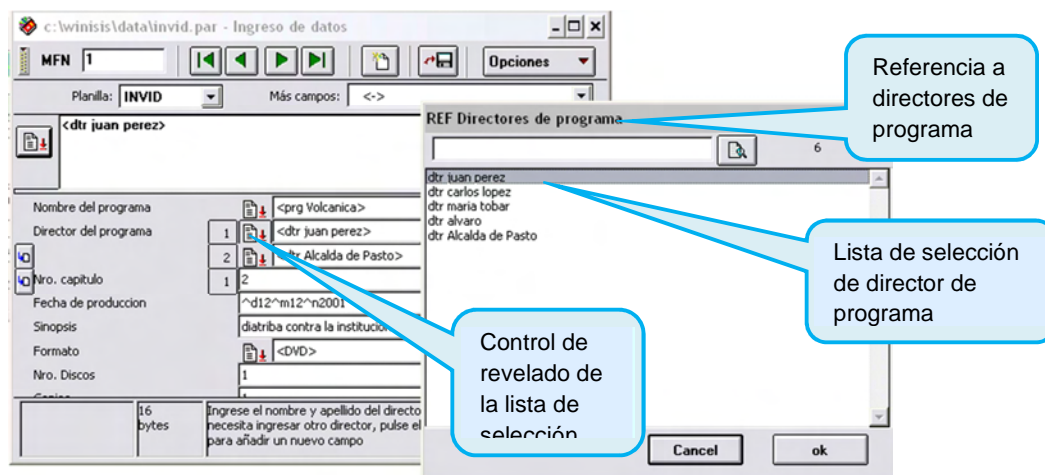 c:\winisis\data\invid.par - Ingreso de datos
MFN 1
Opciones
Planilla: INVID
Más campos: <->
<dtr juan perez>
Nombre del programa
<prg Volcanica>
Director del programa
1
<dtr juan perez>
2
<dtr Alcalda de Pasto>
Nro. capitulo
1
2
Fecha de produccion
^d12^m12^n2001
Sinopsis
diatriba contra la institucion
Formato
<DVD>
Nro. Discos
1
16
bytes
Ingrese el nombre y apellido del directo
necesita ingresar otro director, pulse el
para añadir un nuevo campo
REF Directores de programa
6
dtr juan perez
dtr carlos lopez
dtr maria tobar
dtr alvaro
dtr Alcalda de Pasto
Cancel
ok
Referencia a
directores de
programa
Lista de selección
de director de
programa
Control de
revelado de
la lista de
selección